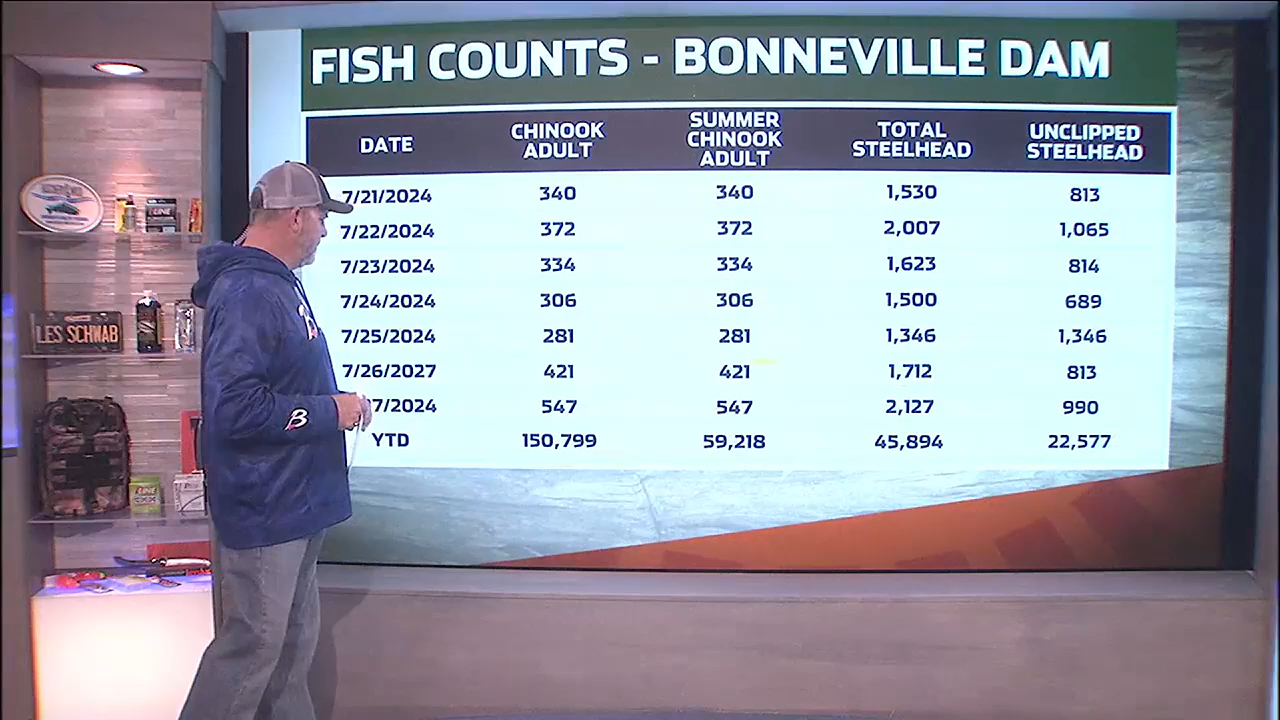 FISH COUNTS - BONNEVILLE DAM
DATE CHINOOK ADULT SUMMER CHINOOK ADULT TOTAL STEELHEAD UNCLIPPED STEELHEAD
7/21/2024 340 340 1,530 813
7/22/2024 372 372 2,007 1,065
7/23/2024 334 334 1,623 814
7/24/2024 306 306 1,500 689
7/25/2024 281 281 1,346 1,346
7/26/2027 421 421 1,712 813
7/2024 547 547 2,127 990
YTD 150,799 59,218 45,894 22,577
LES SCHWAB
B